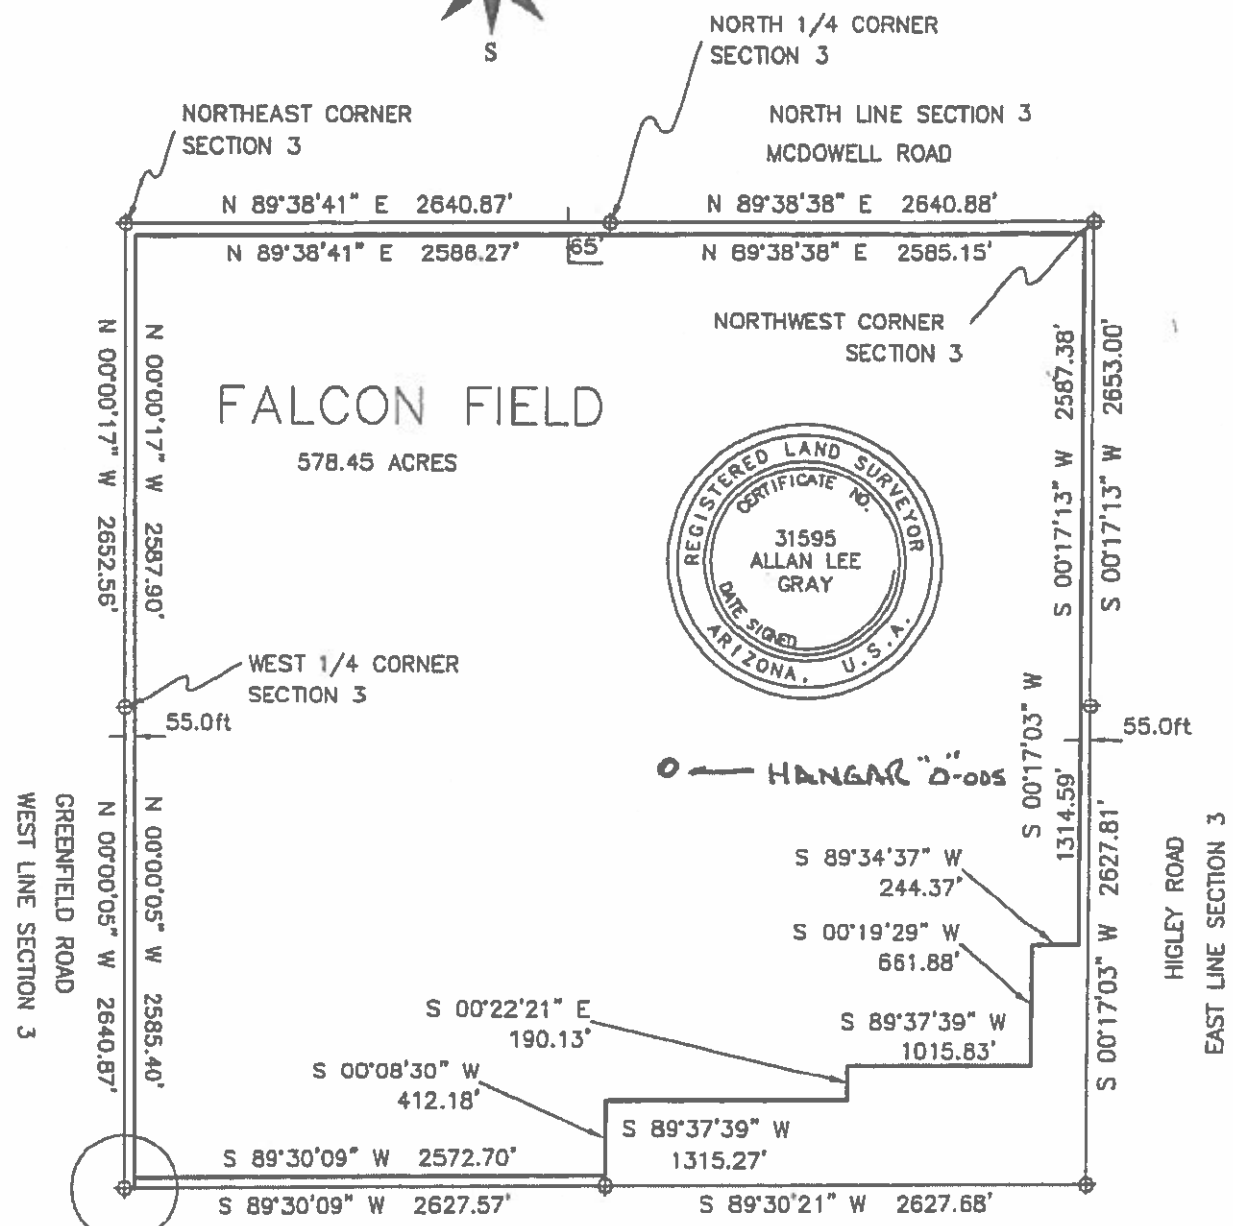 S
NORTH 1/4 CORNER
SECTION 3
NORTHEAST CORNER
SECTION 3
NORTH LINE SECTION 3
MCDOWELL ROAD
N 89°38'41" E 2640.87'
N 89°38'38" E 2640.88'
N 89°38'41" E 2586.27'
65'
N 89°38'38" E 2585.15'
NORTHWEST CORNER
SECTION 3
N 00°00'17" W 2652.56'
N 00°00'17" W 2587.90'
S 00°17'13" W 2587.38'
S 00°17'13" W 2653.00'
FALCON FIELD
578.45 ACRES
REGISTERED LAND SURVEYOR
CERTIFICATE NO.
31595
ALLAN LEE
GRAY
DATE SIGNED
ARIZONA, U.S.A.
WEST 1/4 CORNER
SECTION 3
55.0ft
55.0ft
HANGAR "D"-ODS
S 00°17'03" W
1314.59'
WEST LINE SECTION 3
GREENFIELD ROAD
N 00°00'05" W 2640.87'
N 00°00'05" W 2585.40'
S 00°17'03" W 2627.81'
HIGLEY ROAD
EAST LINE SECTION 3
S 89°34'37" W
244.37'
S 00°19'29" W
661.88'
S 00°22'21" E
190.13'
S 89°37'39" W
1015.83'
S 00°08'30" W
412.18'
S 89°37'39" W
1315.27'
S 89°30'09" W 2572.70'
S 89°30'09" W 2627.57'
S 89°30'21" W 2627.68'